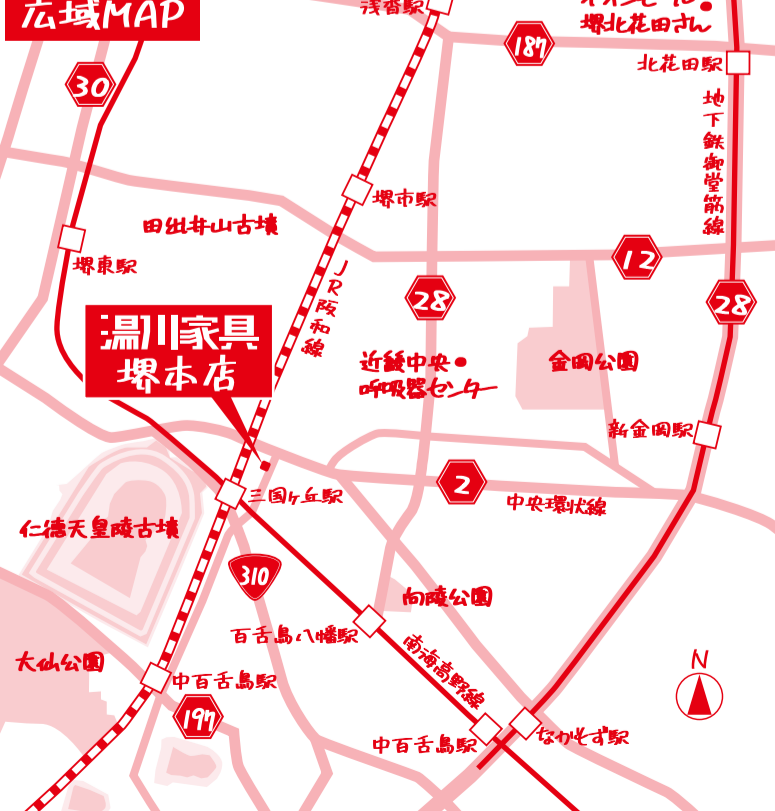 広域MAP
浅香駅
187
堺北花田さん
北花田駅
30
地下鉄御堂筋線
堺市駅
田出井山古墳
12
堺東駅
JR阪和線
28
28
湯川家具
堺本店
近畿中央
呼吸器センター
金岡公園
新金岡駅
2
三国ヶ丘駅
中央環状線
仁徳天皇陵古墳
310
向陵公園
百舌鳥八幡駅
南海高野線
大仙公園
N
中百舌鳥駅
197
中百舌鳥駅
なかもず駅